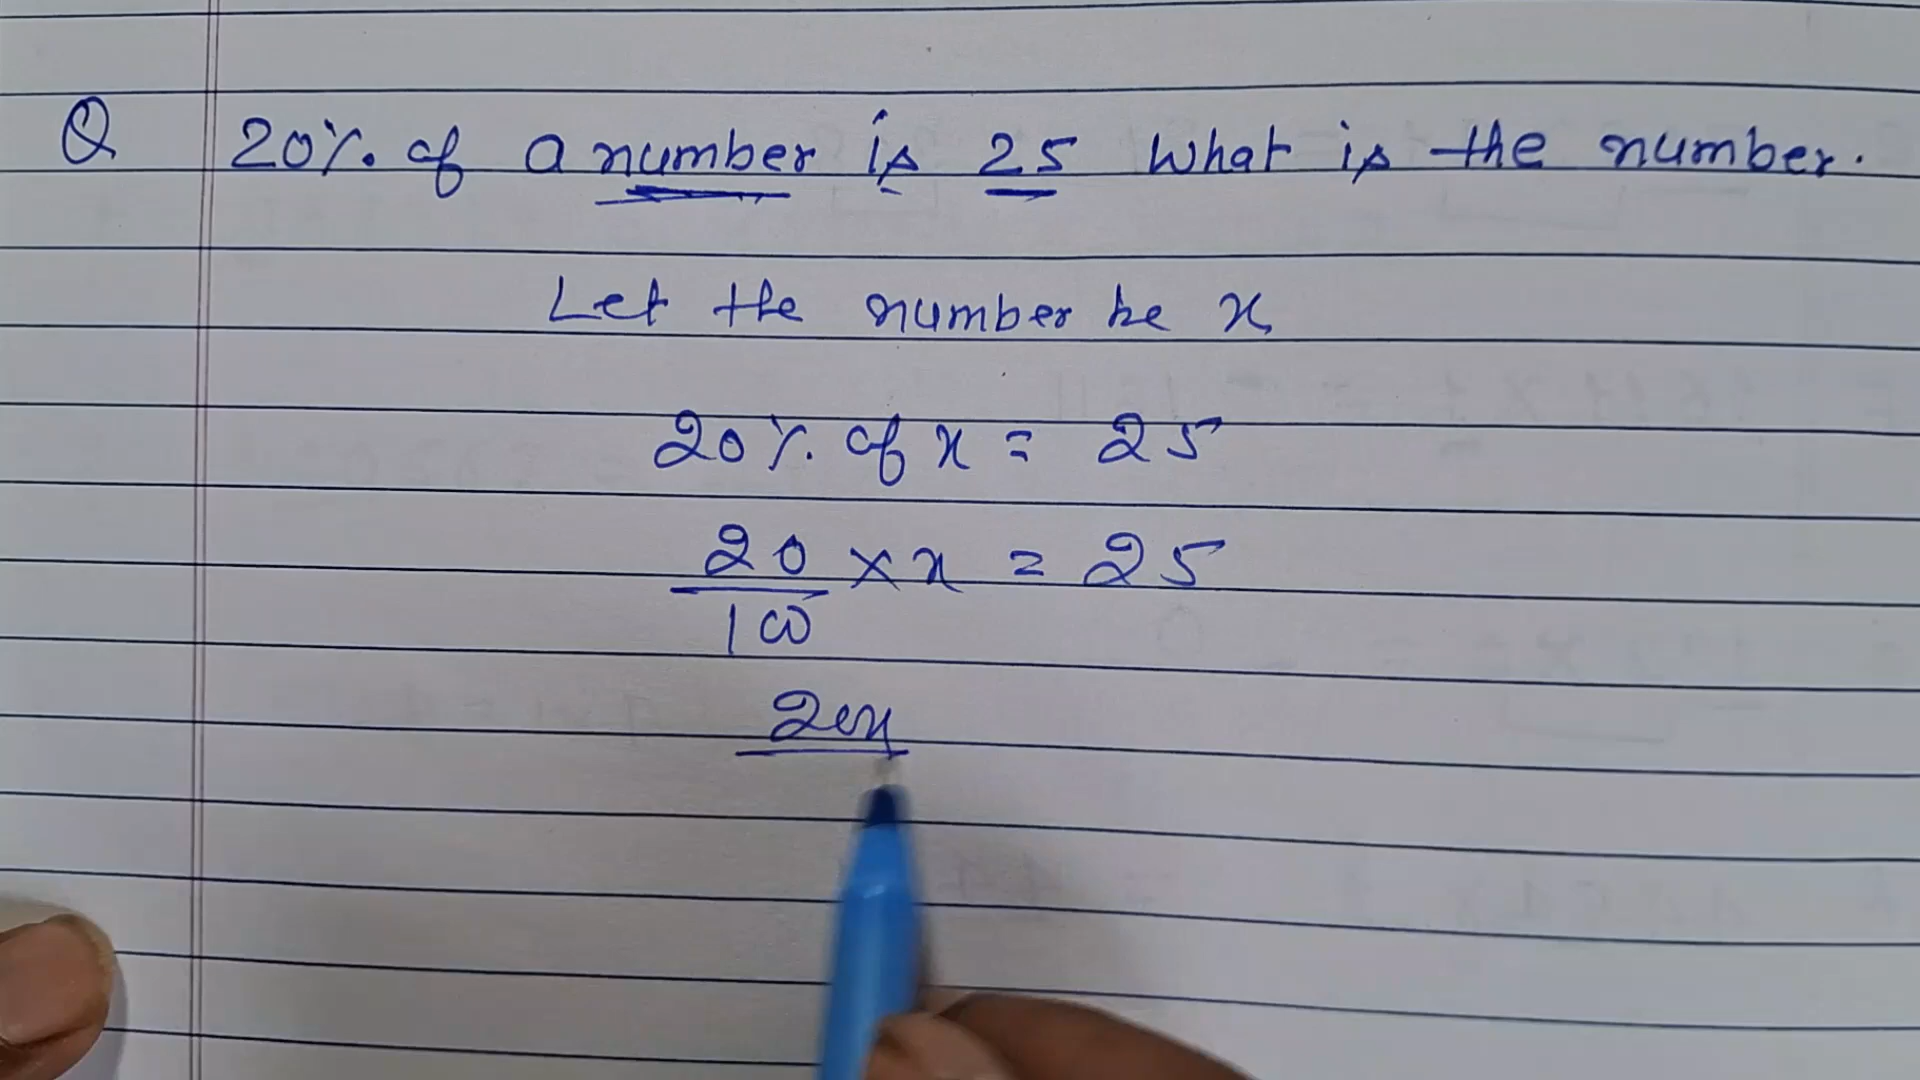 Q 20% of a number is 25 What is the number.
Let the number be x
20% of x = 25
20/100 × x = 25
20x